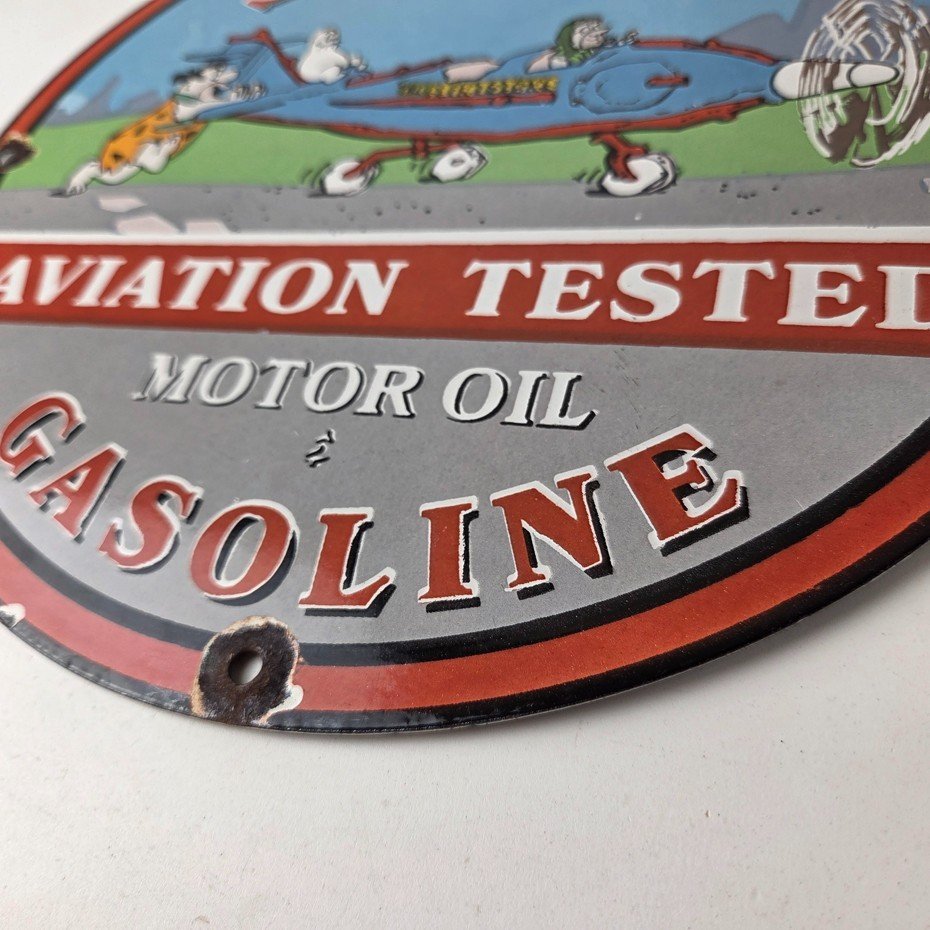 AVIATION TESTED
MOTOR OIL
&
GASOLINE